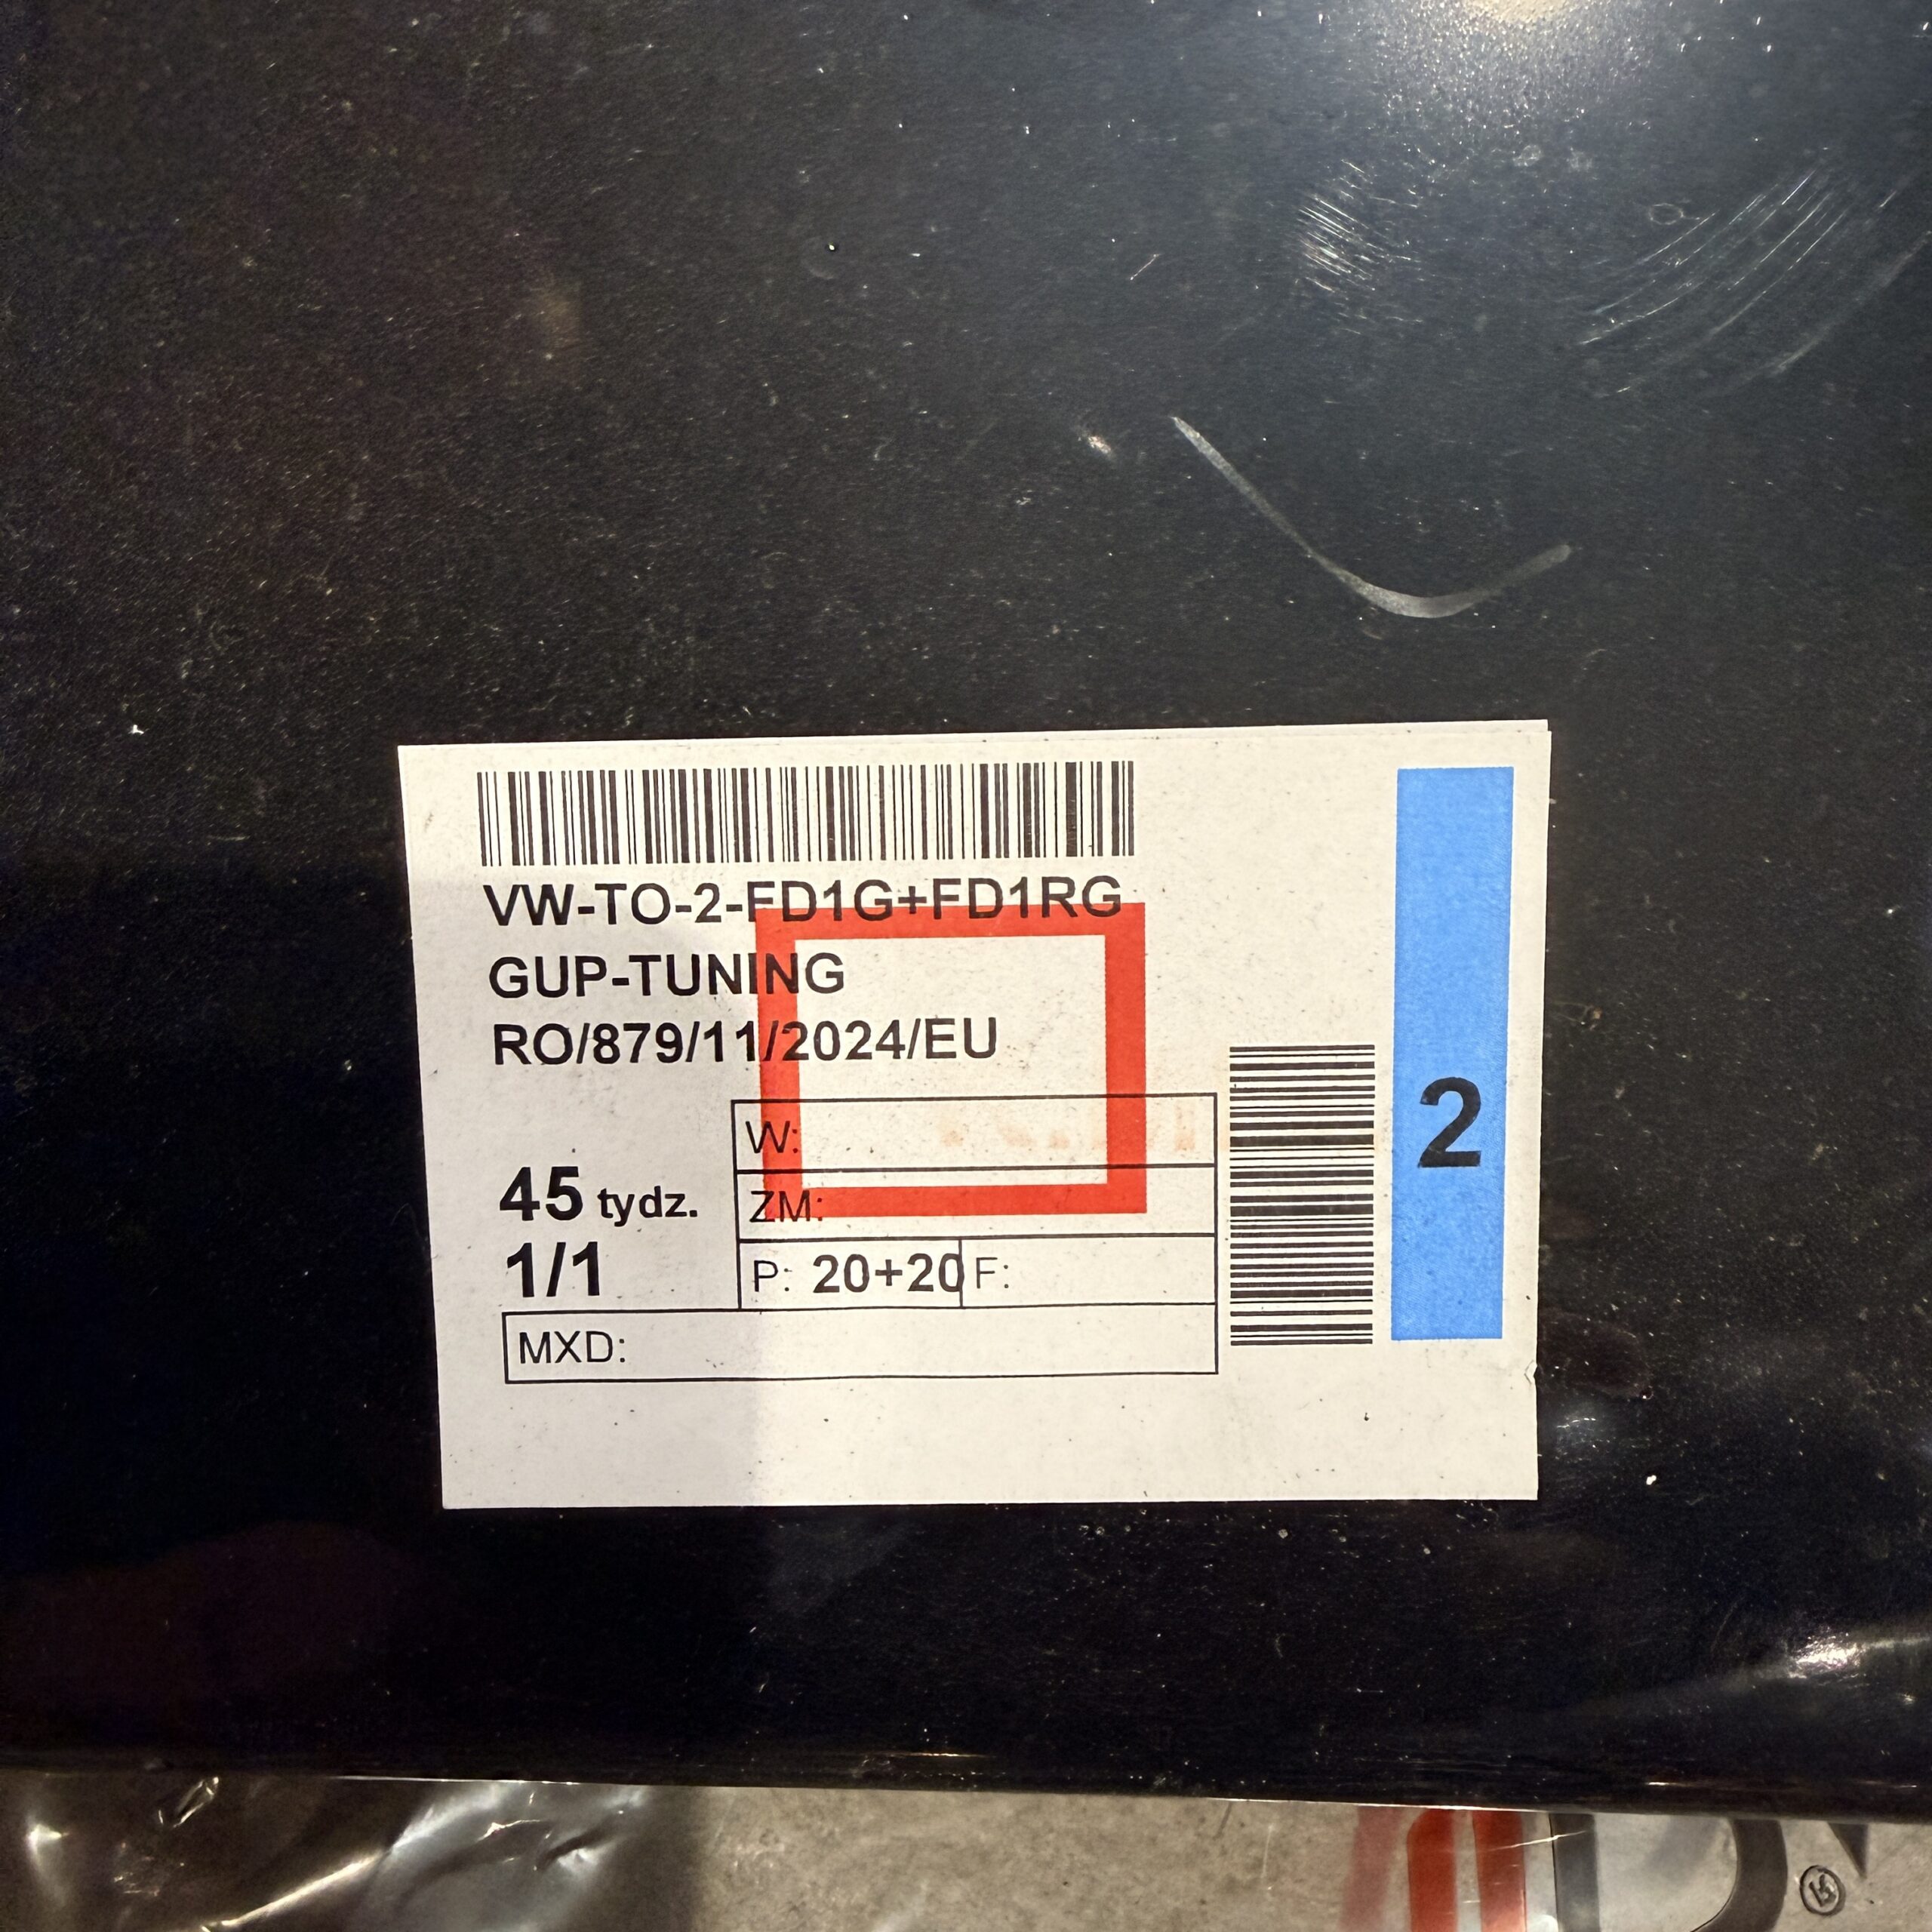 VW-TO-2-FD1G+FD1RG
GUP-TUNING
RO/879/11/2024/EU
W:
45 tydz.
ZM:
1/1
P: 20+20 F:
MXD:
2
®